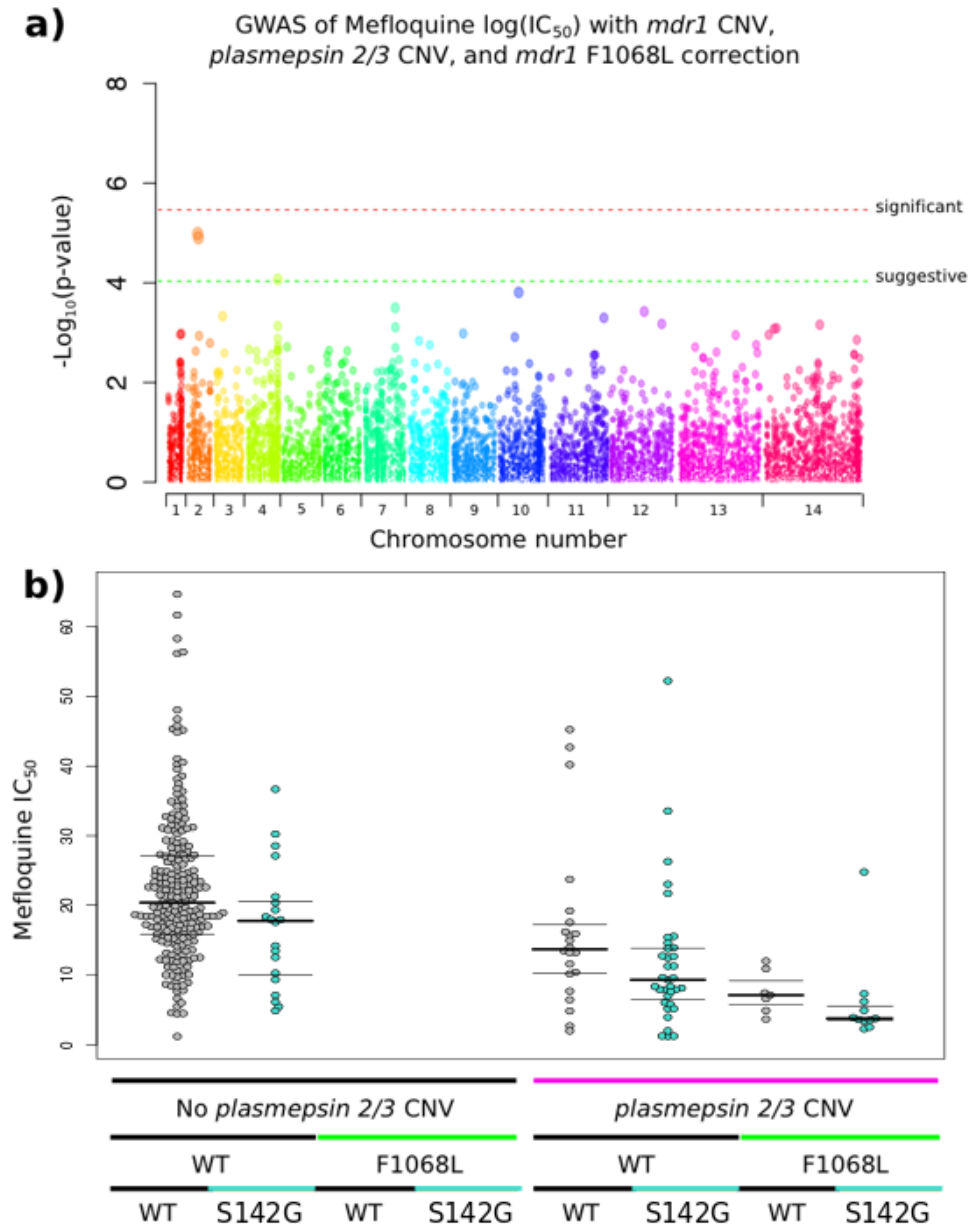 a)
GWAS of Mefloquine log(IC50) with mdr1 CNV,
plasmepsin 2/3 CNV, and mdr1 F1068L correction
8
6
4
2
0
-Log10(p-value)
significant
suggestive
1 2 3 4 5 6 7 8 9 10 11 12 13 14
Chromosome number
b)
60
50
40
30
20
10
0
Mefloquine IC50
No plasmepsin 2/3 CNV plasmepsin 2/3 CNV
WT F1068L WT F1068L
WT S142G WT S142G WT S142G WT S142G